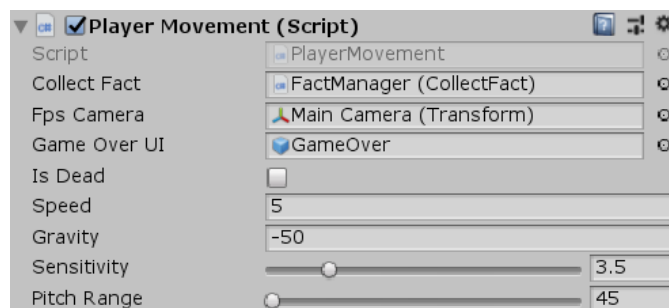 Player Movement (Script)
Script PlayerMovement
Collect Fact FactManager (CollectFact)
Fps Camera Main Camera (Transform)
Game Over UI GameOver
Is Dead
Speed 5
Gravity -50
Sensitivity 3.5
Pitch Range 45